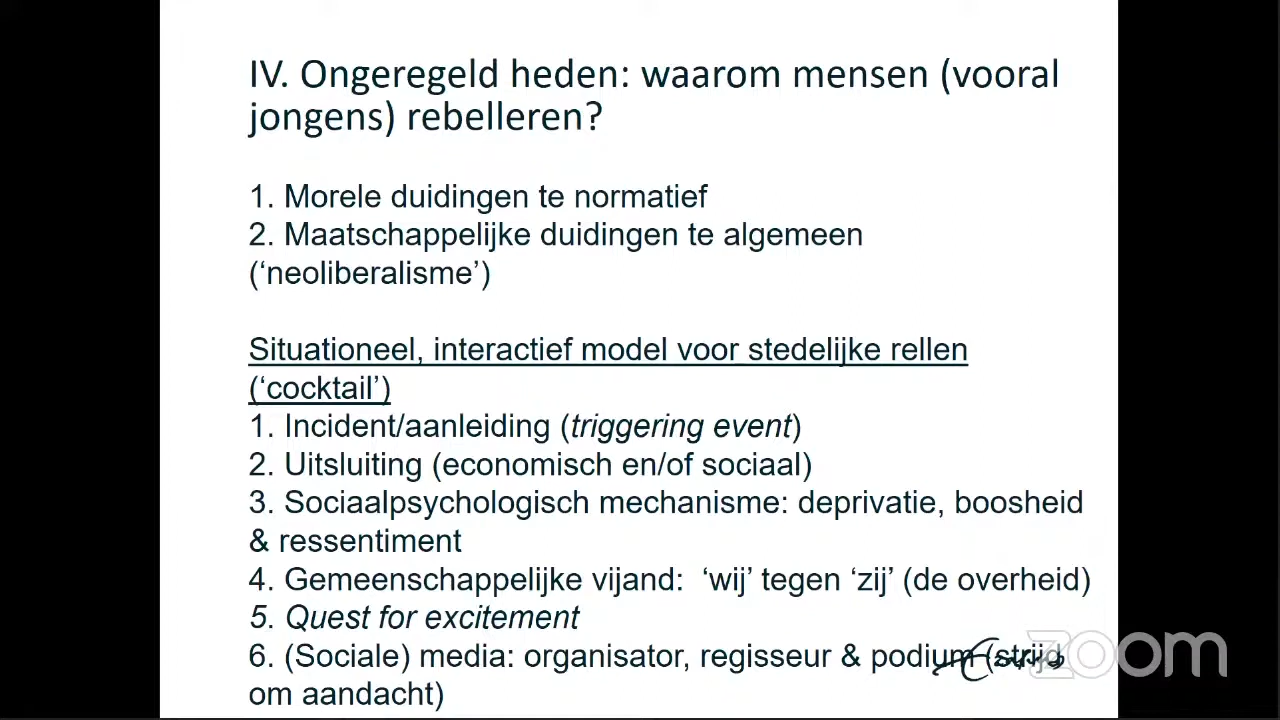 IV. Ongeregeld heden: waarom mensen (vooral
jongens) rebelleren?
1. Morele duidingen te normatief
2. Maatschappelijke duidingen te algemeen
(‘neoliberalisme’)
Situationeel, interactief model voor stedelijke rellen
(‘cocktail’)
1. Incident/aanleiding (triggering event)
2. Uitsluiting (economisch en/of sociaal)
3. Sociaalpsychologisch mechanisme: deprivatie, boosheid
& ressentiment
4. Gemeenschappelijke vijand:  ‘wij’ tegen ‘zij’ (de overheid)
5. Quest for excitement
6. (Sociale) media: organisator, regisseur & podium (strijd
om aandacht)
zoom